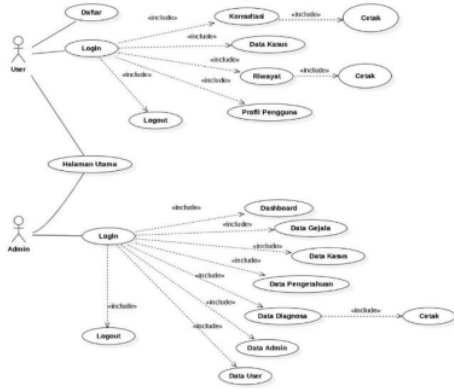 Daftar
«include»
Konsultasi
«include»
Cetak
User
Login
«include»
Data Kasus
«include»
«include»
Riwayat
«include»
Cetak
«include»
Logout
Profil Pengguna
Halaman Utama
Admin
Login
«include»
Dashboard
«include»
Data Gejala
«include»
Data Kasus
«include»
Data Pengetahuan
«include»
«include»
Data Diagnosa
«include»
Cetak
Logout
«include»
Data Admin
«include»
Data User